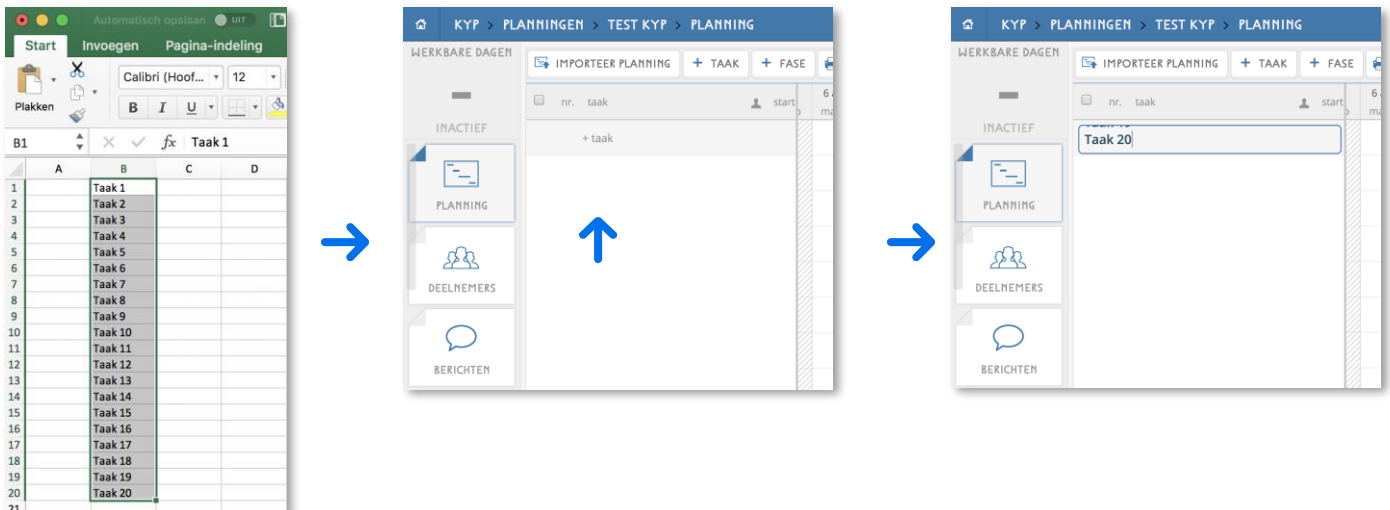 Automatisch opslaan UIT
Start Invoegen Pagina-indeling
Plakken
Calibri (Hoof... 12
B I U
B1 fx Taak 1
A B C D
1 Taak 1
2 Taak 2
3 Taak 3
4 Taak 4
5 Taak 5
6 Taak 6
7 Taak 7
8 Taak 8
9 Taak 9
10 Taak 10
11 Taak 11
12 Taak 12
13 Taak 13
14 Taak 14
15 Taak 15
16 Taak 16
17 Taak 17
18 Taak 18
19 Taak 19
20 Taak 20
21
KYP > PLANNINGEN > TEST KYP > PLANNING
WERKBARE DAGEN
IMPORTEER PLANNING + TAAK + FASE
nr. taak start
INACTIEF
+ taak
PLANNING
DEELNEMERS
BERICHTEN
KYP > PLANNINGEN > TEST KYP > PLANNING
WERKBARE DAGEN
IMPORTEER PLANNING + TAAK + FASE
nr. taak start
INACTIEF
Taak 20
PLANNING
DEELNEMERS
BERICHTEN